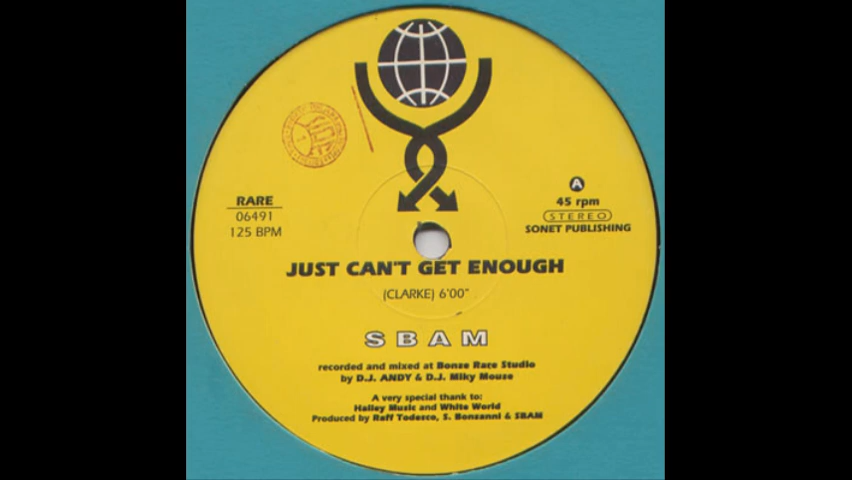 RARE
06491
125 BPM
A
45 rpm
STEREO
SONET PUBLISHING
JUST CAN'T GET ENOUGH
(CLARKE) 6'00"
SBAM
recorded and mixed at Bonze Race Studio
by D.J. ANDY & D.J. Miky Mouse
A very special thank to:
Halley Music and White World
Produced by Raff Todesco, S. Bonsanni & SBAM